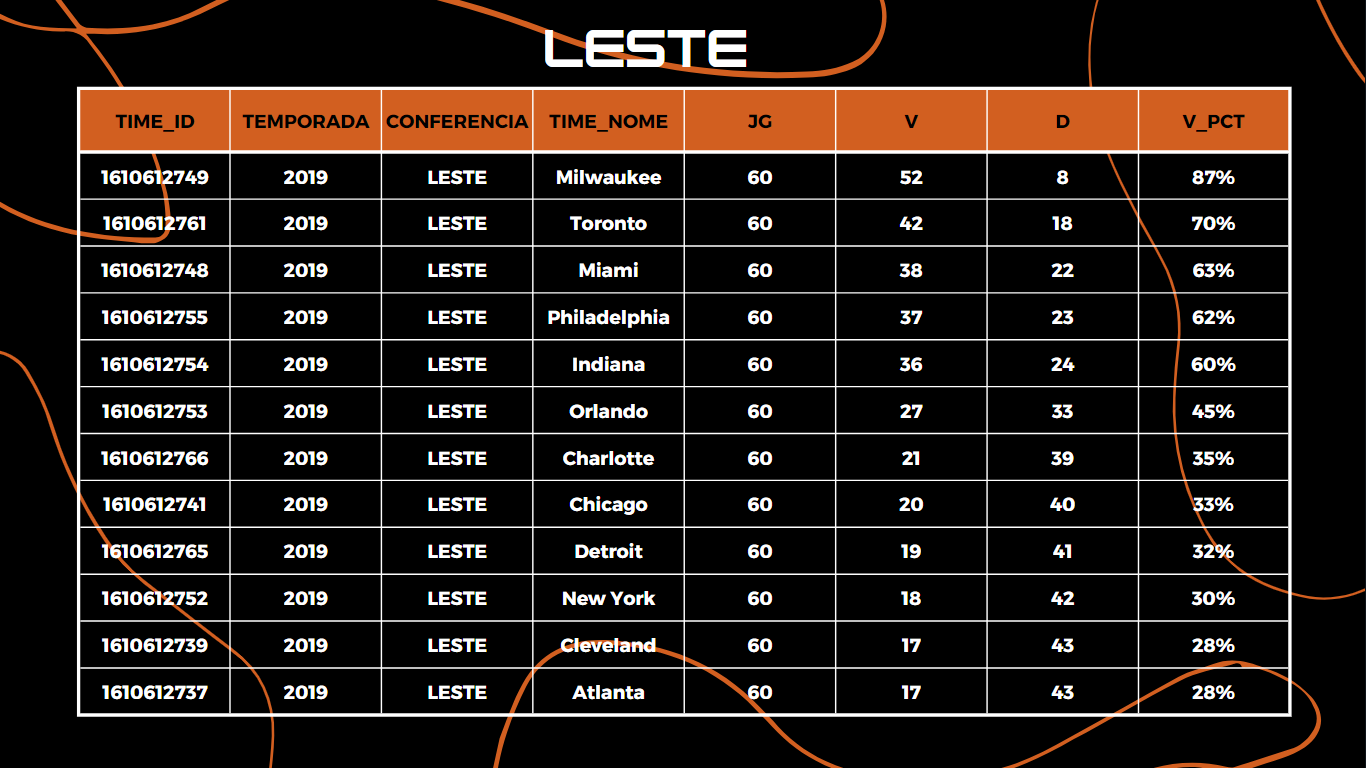 LESTE
TIME_ID TEMPORADA CONFERENCIA TIME_NOME JG V D V_PCT
1610612749 2019 LESTE Milwaukee 60 52 8 87%
1610612761 2019 LESTE Toronto 60 42 18 70%
1610612748 2019 LESTE Miami 60 38 22 63%
1610612755 2019 LESTE Philadelphia 60 37 23 62%
1610612754 2019 LESTE Indiana 60 36 24 60%
1610612753 2019 LESTE Orlando 60 27 33 45%
1610612766 2019 LESTE Charlotte 60 21 39 35%
1610612741 2019 LESTE Chicago 60 20 40 33%
1610612765 2019 LESTE Detroit 60 19 41 32%
1610612752 2019 LESTE New York 60 18 42 30%
1610612739 2019 LESTE Cleveland 60 17 43 28%
1610612737 2019 LESTE Atlanta 60 17 43 28%